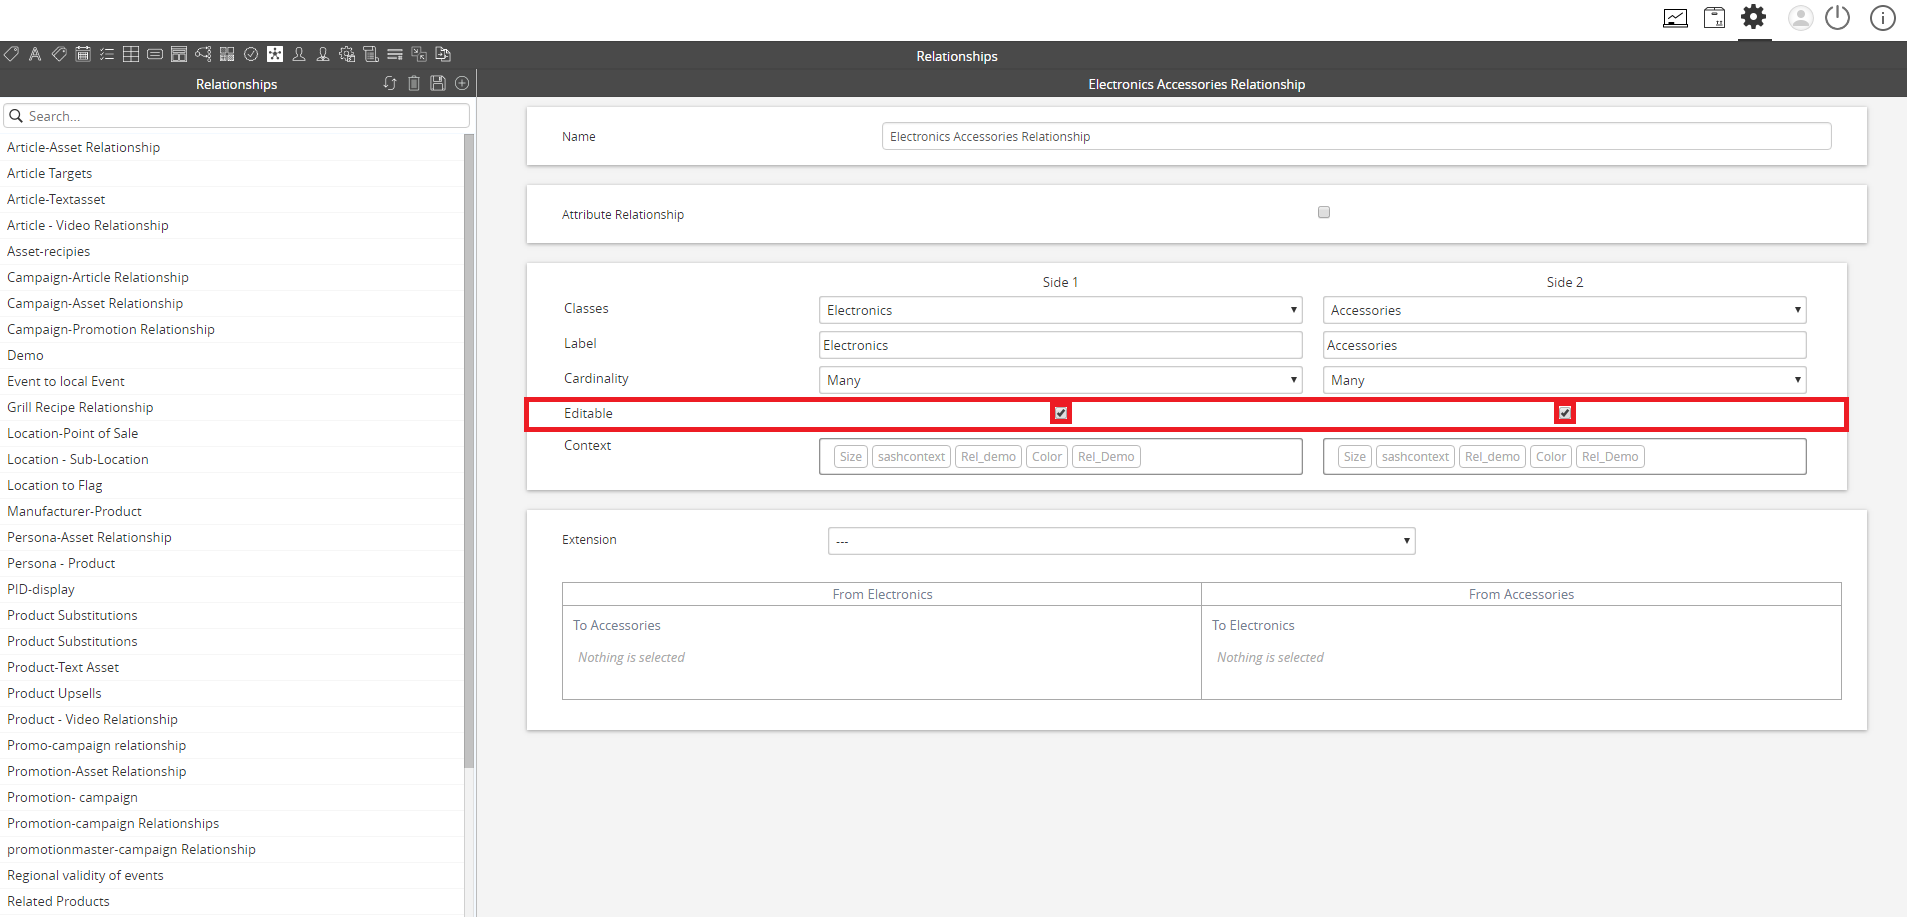 Relationships
Relationships
Electronics Accessories Relationship
Search...
Article-Asset Relationship
Article Targets
Article-Textasset
Article - Video Relationship
Asset-recipies
Campaign-Article Relationship
Campaign-Asset Relationship
Campaign-Promotion Relationship
Demo
Event to local Event
Grill Recipe Relationship
Location-Point of Sale
Location - Sub-Location
Location to Flag
Manufacturer-Product
Persona-Asset Relationship
Persona - Product
PID-display
Product Substitutions
Product Substitutions
Product-Text Asset
Product Upsells
Product - Video Relationship
Promo-campaign relationship
Promotion-Asset Relationship
Promotion- campaign
Promotion-campaign Relationships
promotionmaster-campaign Relationship
Regional validity of events
Related Products
Name Electronics Accessories Relationship
Attribute Relationship
Side 1 Side 2
Classes Electronics Accessories
Label Electronics Accessories
Cardinality Many Many
Editable
Context Size sashcontext Rel_demo Color Rel_Demo Size sashcontext Rel_demo Color Rel_Demo
Extension ---
From Electronics From Accessories
To Accessories To Electronics
Nothing is selected Nothing is selected